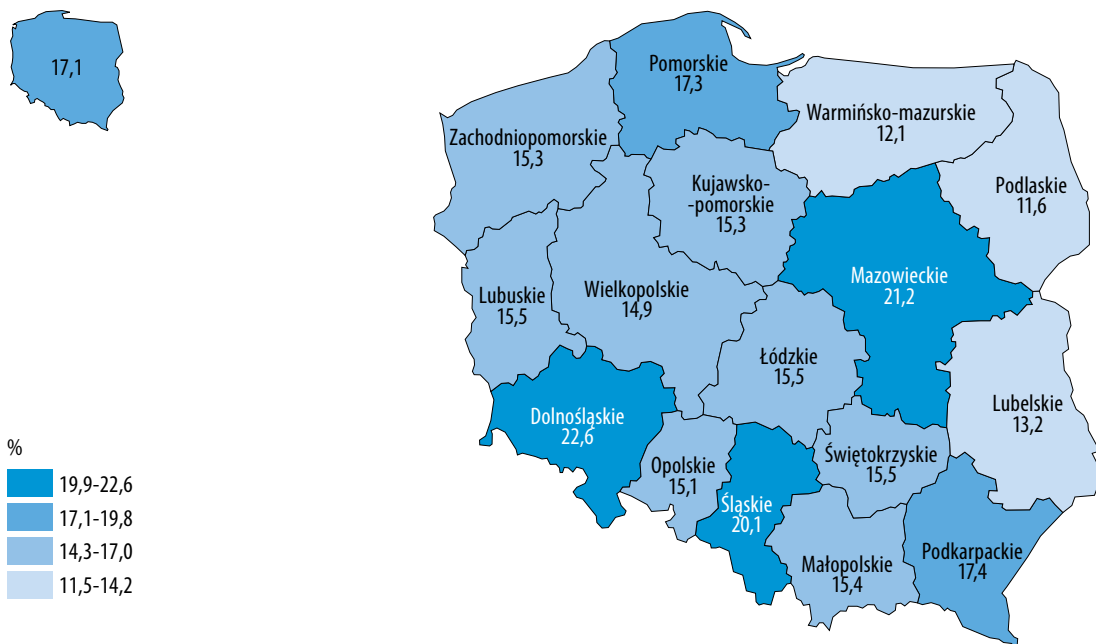 17,1
Pomorskie
17,3
Warmińsko-mazurskie
12,1
Zachodniopomorskie
15,3
Kujawsko-
-pomorskie
15,3
Podlaskie
11,6
Mazowieckie
21,2
Lubuskie
15,5
Wielkopolskie
14,9
Łódzkie
15,5
Dolnośląskie
22,6
Lubelskie
13,2
Opolskie
15,1
Świętokrzyskie
15,5
Śląskie
20,1
Małopolskie
15,4
Podkarpackie
17,4
%
19,9-22,6
17,1-19,8
14,3-17,0
11,5-14,2